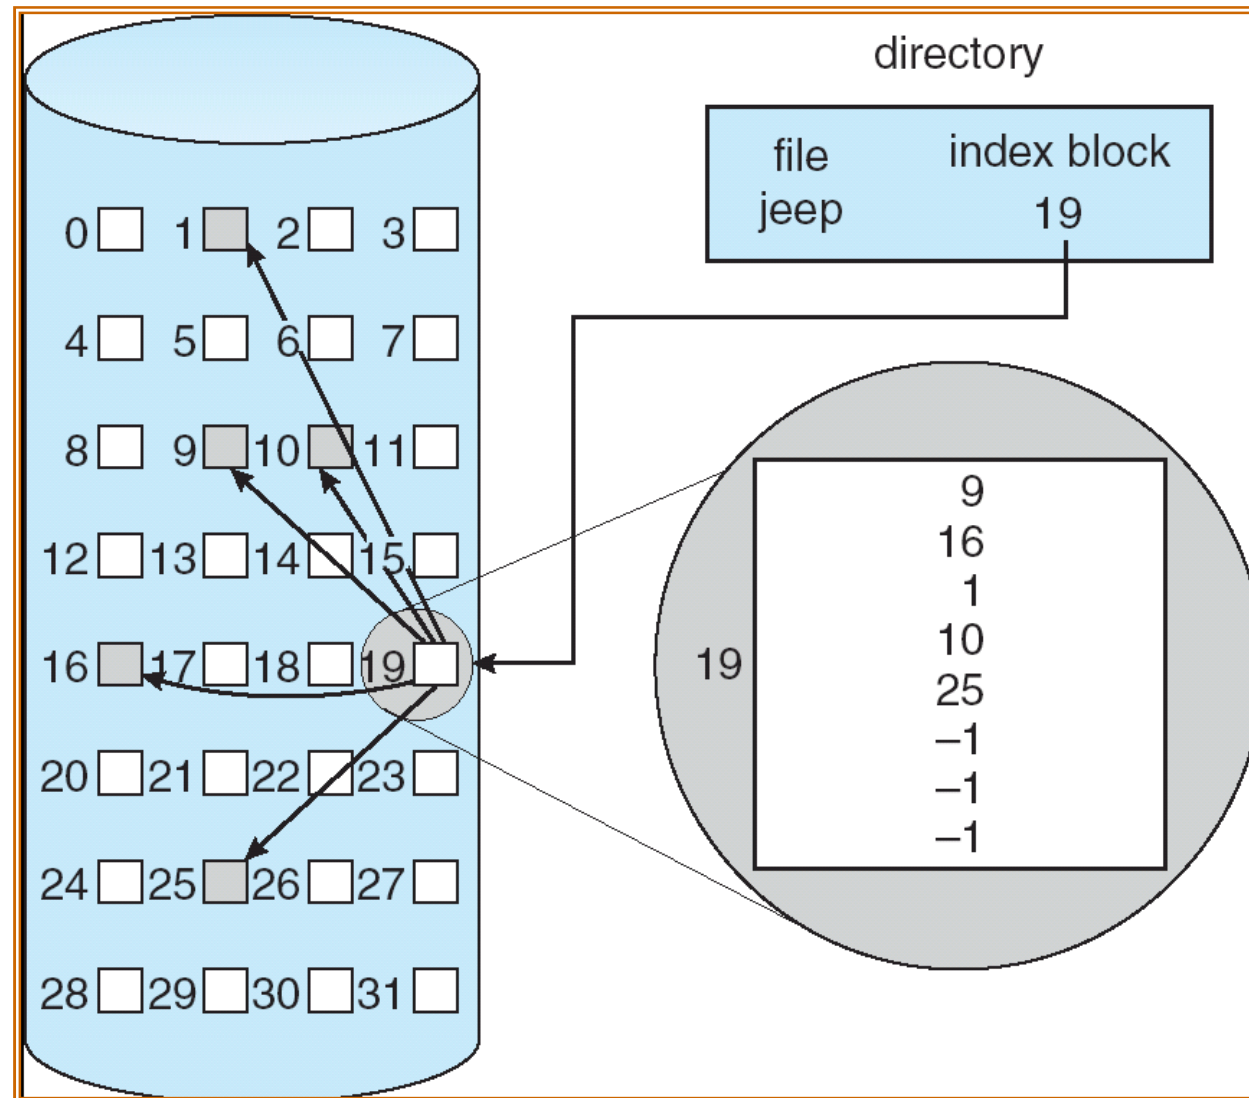 directory
file index block
jeep 19
0 1 2 3
4 5 6 7
8 9 10 11
12 13 14 15
16 17 18 19
20 21 22 23
24 25 26 27
28 29 30 31
19
9
16
1
10
25
–1
–1
–1